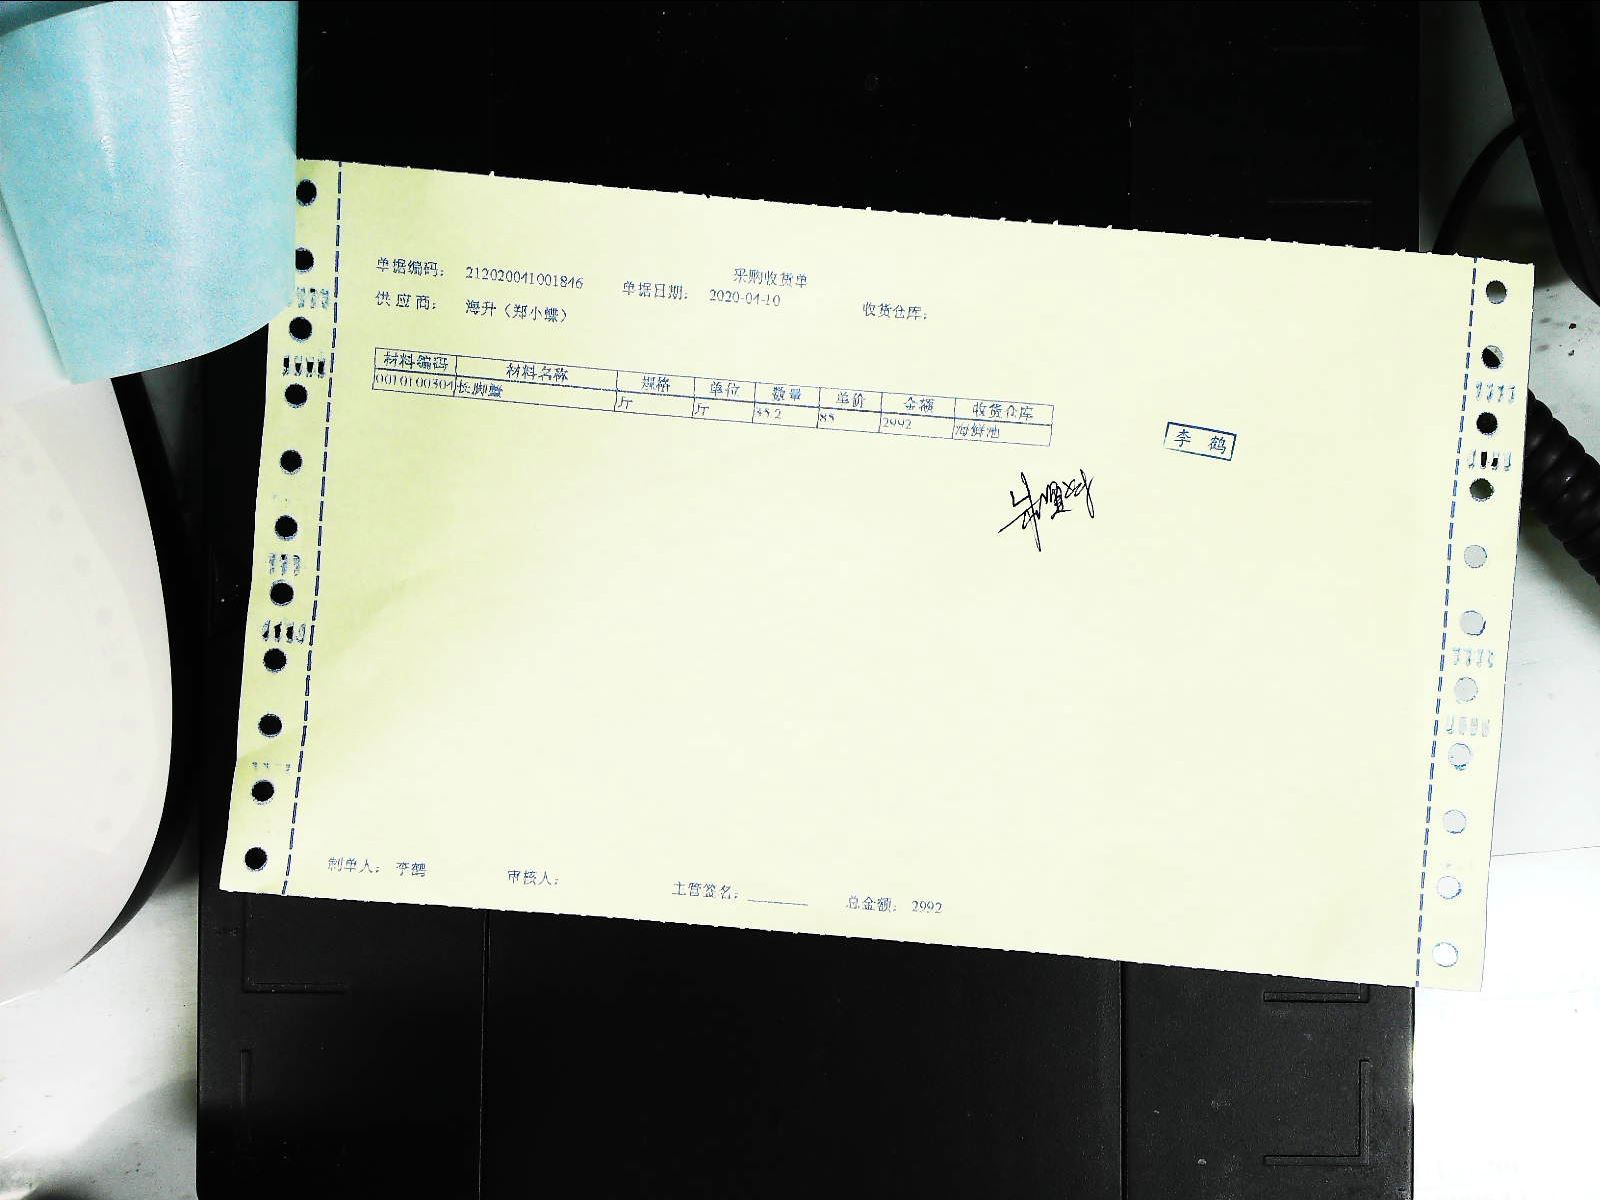 采购收货单
单据编码： 212020041001846 单据日期： 2020-04-10 收货仓库：
供 应 商： 海升（郑小蝶）
材料编码 材料名称 规格 单位 数量 单价 金额 收货仓库
0010100304 长脚蟹 斤 斤 35.2 85 2992 海鲜池
李 鹤
制单人： 李鹤 审核人： 主管签名：________ 总金额： 2992